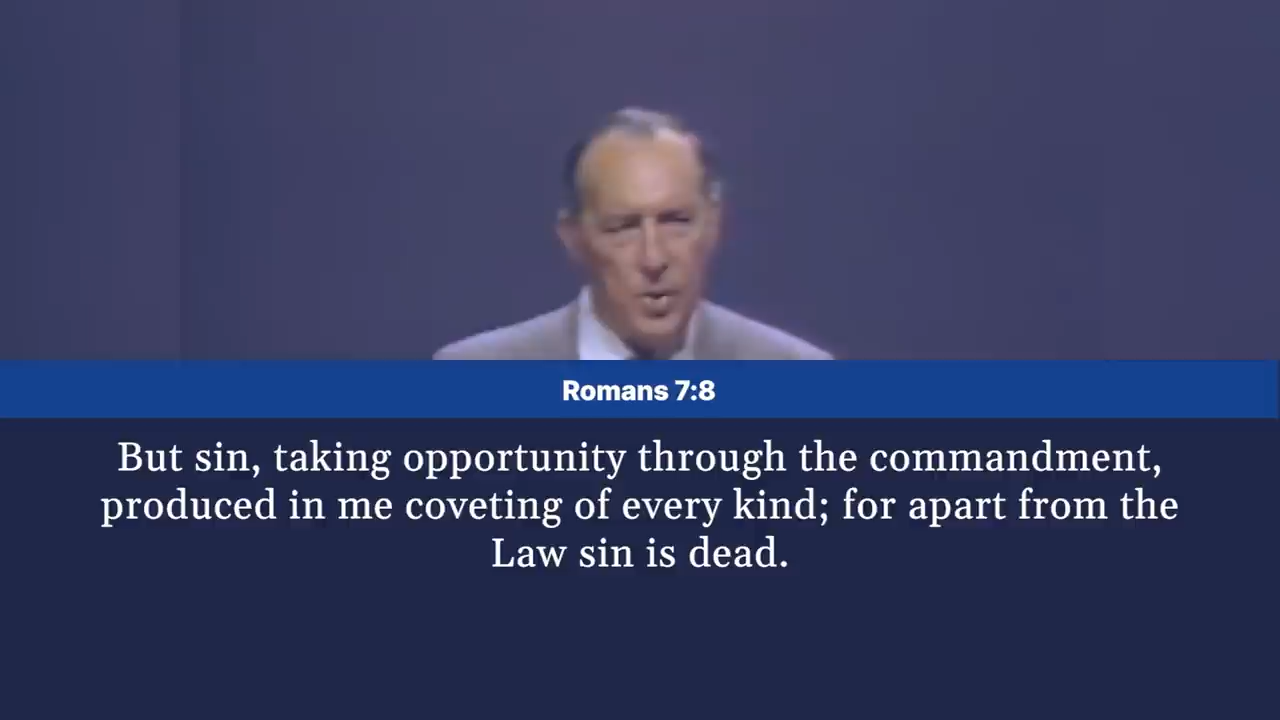 Romans 7:8
But sin, taking opportunity through the commandment,
produced in me coveting of every kind; for apart from the
Law sin is dead.